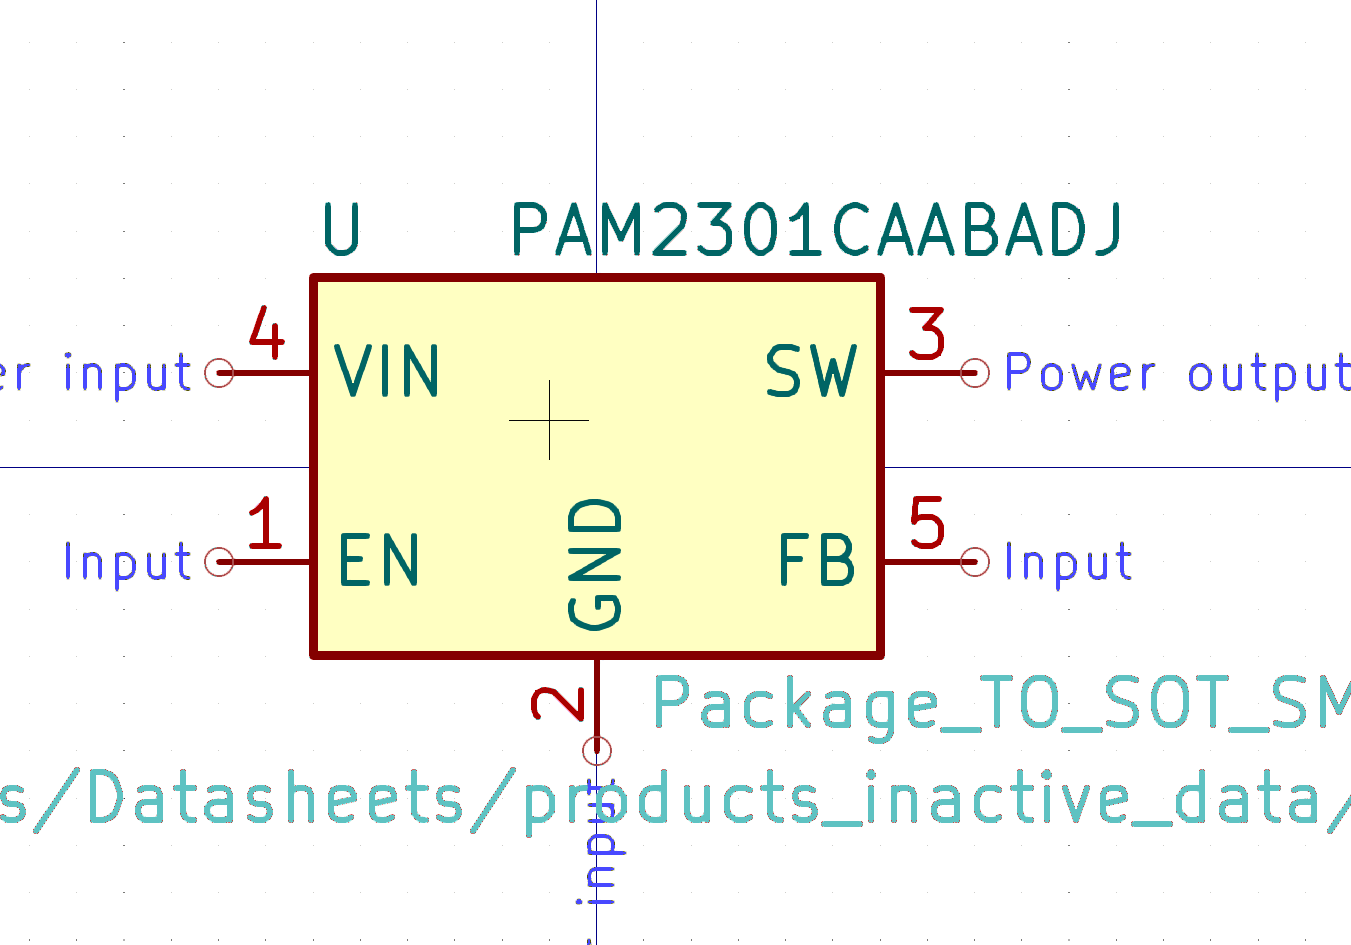 U PAM2301CAABADJ
4 3
er input VIN SW Power output
1 5
Input EN GND FB Input
2
Package_TO_SOT_SM
s/Datasheets/products_inactive_data/
input